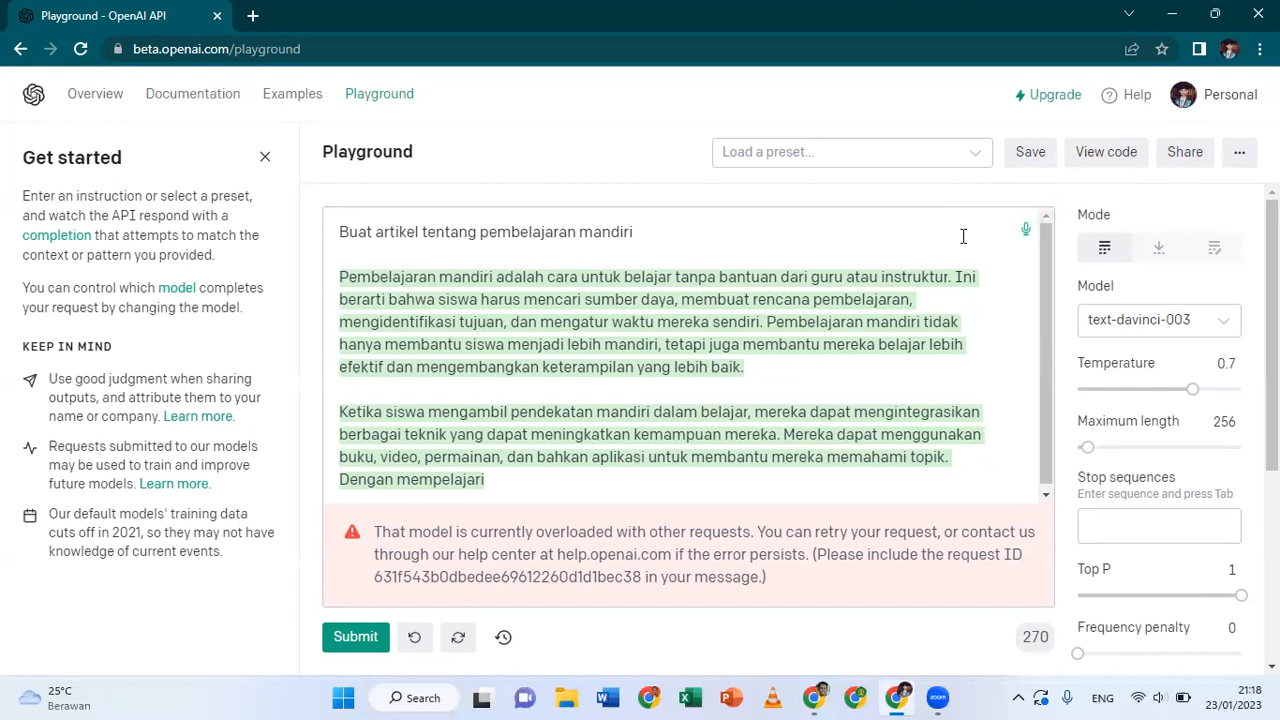 Playground - OpenAI API
beta.openai.com/playground
Overview
Documentation
Examples
Playground
Upgrade
Help
Personal
Get started
Enter an instruction or select a preset,
and watch the API respond with a
completion that attempts to match the
context or pattern you provided.
You can control which model completes
your request by changing the model.
KEEP IN MIND
Use good judgment when sharing
outputs, and attribute them to your
name or company. Learn more.
Requests submitted to our models
may be used to train and improve
future models. Learn more.
Our default models' training data
cuts off in 2021, so they may not have
knowledge of current events.
Playground
Load a preset...
Save
View code
Share
Buat artikel tentang pembelajaran mandiri
Pembelajaran mandiri adalah cara untuk belajar tanpa bantuan dari guru atau instruktur. Ini
berarti bahwa siswa harus mencari sumber daya, membuat rencana pembelajaran,
mengidentifikasi tujuan, dan mengatur waktu mereka sendiri. Pembelajaran mandiri tidak
hanya membantu siswa menjadi lebih mandiri, tetapi juga membantu mereka belajar lebih
efektif dan mengembangkan keterampilan yang lebih baik.
Ketika siswa mengambil pendekatan mandiri dalam belajar, mereka dapat mengintegrasikan
berbagai teknik yang dapat meningkatkan kemampuan mereka. Mereka dapat menggunakan
buku, video, permainan, dan bahkan aplikasi untuk membantu mereka memahami topik.
Dengan mempelajari
That model is currently overloaded with other requests. You can retry your request, or contact us
through our help center at help.openai.com if the error persists. (Please include the request ID
631f543b0dbedee69612260d1d1bec38 in your message.)
Submit
270
Mode
Model
text-davinci-003
Temperature 0.7
Maximum length 256
Stop sequences
Enter sequence and press Tab
Top P 1
Frequency penalty 0
25°C
Berawan
Search
zoom
ENG
21:18
23/01/2023